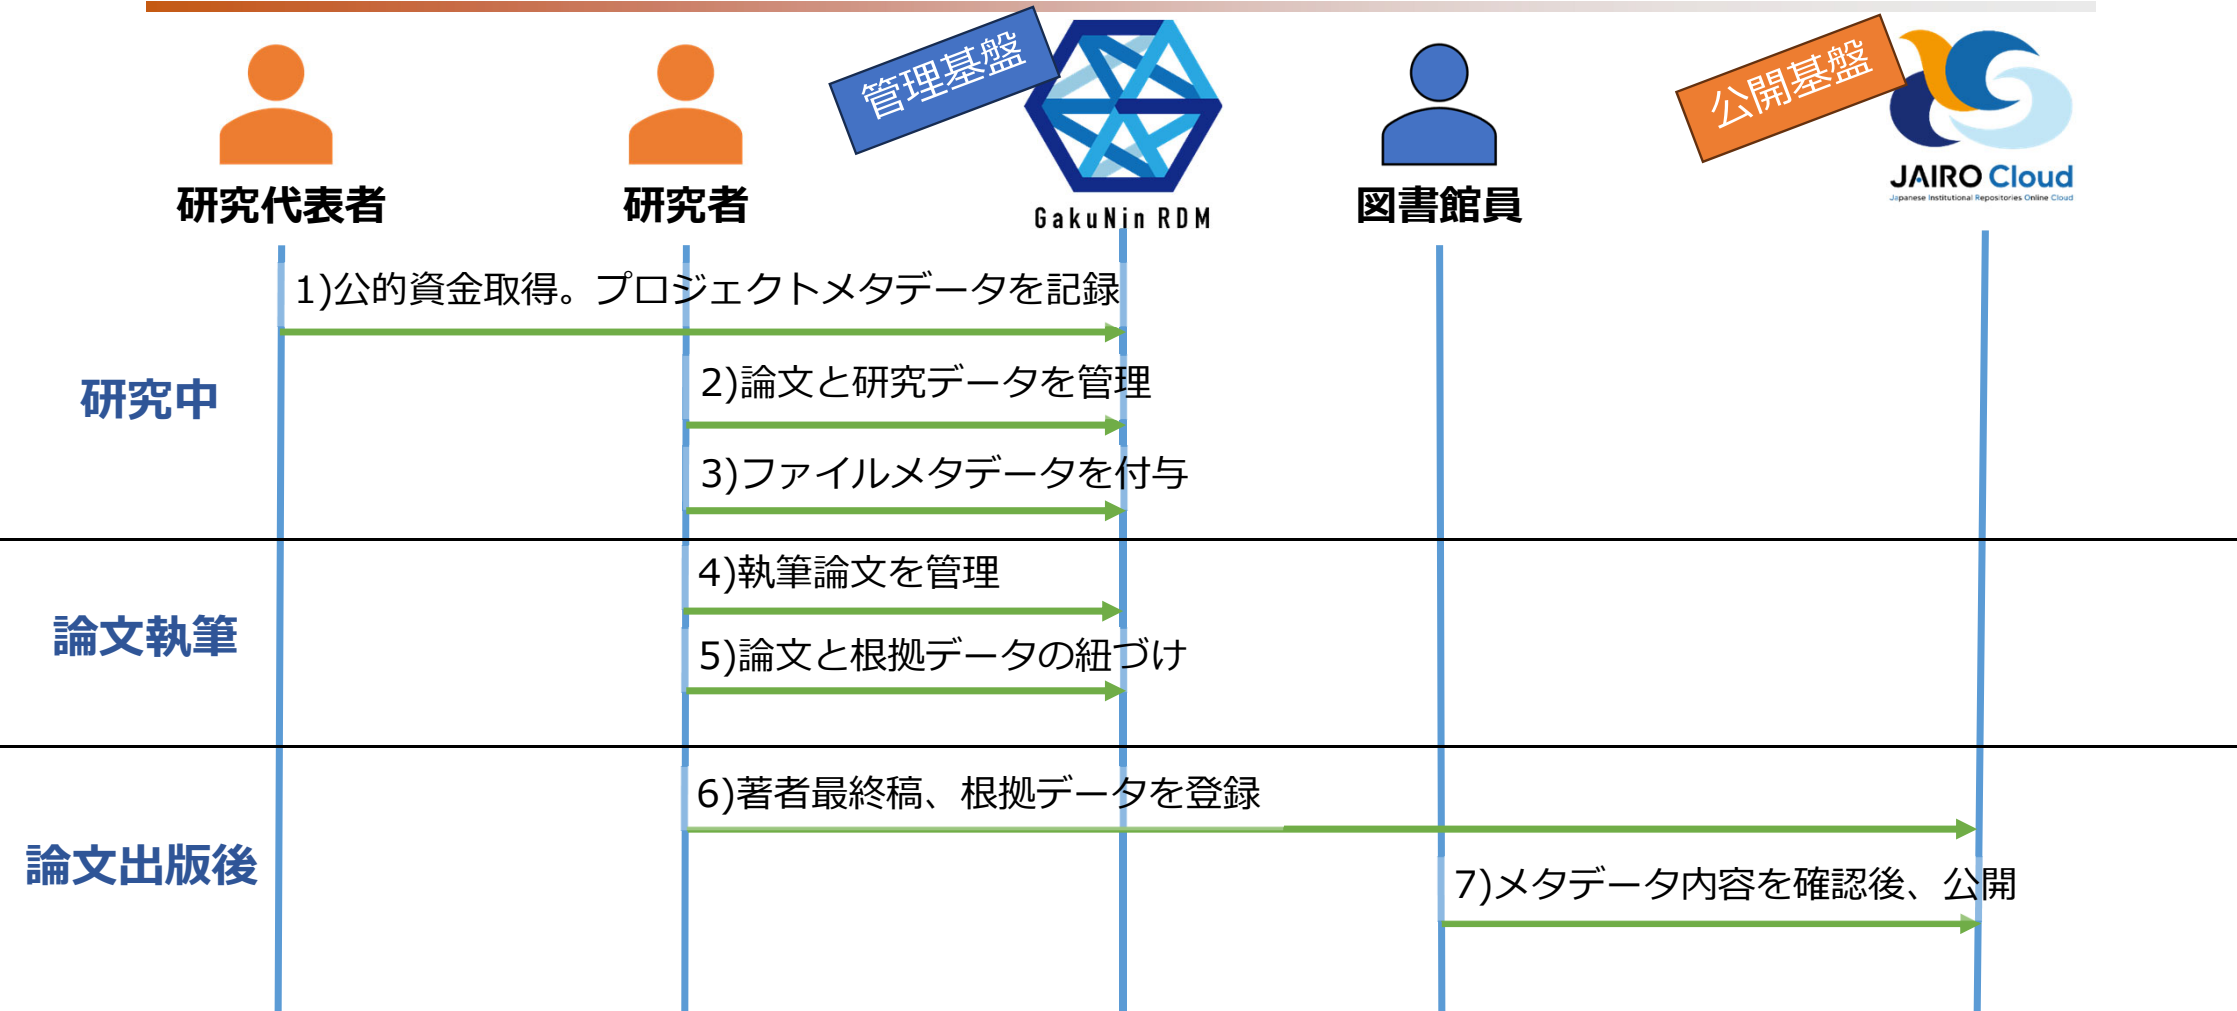 管理基盤
公開基盤
研究代表者
研究者
GakuNin RDM
図書館員
JAIRO Cloud
Japanese Institutional Repositories Online Cloud
1)公的資金取得。プロジェクトメタデータを記録
研究中
2)論文と研究データを管理
3)ファイルメタデータを付与
4)執筆論文を管理
論文執筆
5)論文と根拠データの紐づけ
6)著者最終稿、根拠データを登録
論文出版後
7)メタデータ内容を確認後、公開